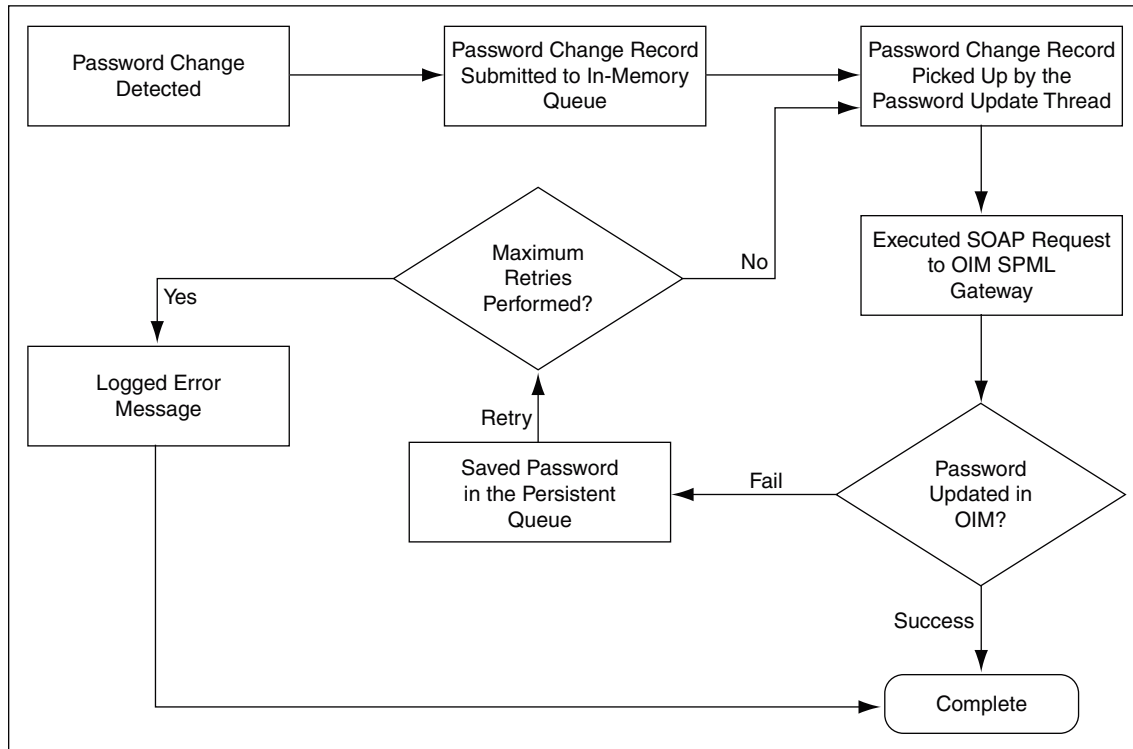 Password Change
Detected
Password Change Record
Submitted to In-Memory
Queue
Password Change Record
Picked Up by the
Password Update Thread
Executed SOAP Request
to OIM SPML
Gateway
Maximum
Retries
Performed?
No
Yes
Logged Error
Message
Retry
Saved Password
in the Persistent
Queue
Fail
Password
Updated in
OIM?
Success
Complete